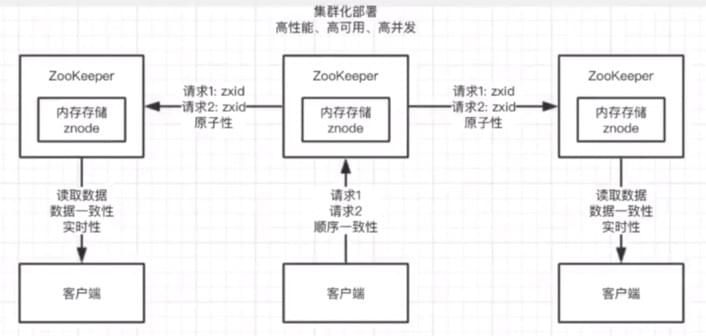 集群化部署
高性能、高可用、高并发
ZooKeeper
内存存储
znode
请求1: zxid
请求2: zxid
原子性
ZooKeeper
内存存储
znode
请求1: zxid
请求2: zxid
原子性
ZooKeeper
内存存储
znode
读取数据
数据一致性
实时性
请求1
请求2
顺序一致性
读取数据
数据一致性
实时性
客户端
客户端
客户端